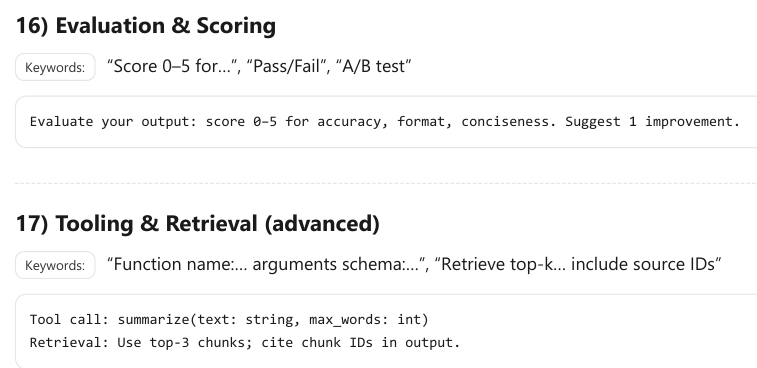 16) Evaluation & Scoring
Keywords: “Score 0–5 for…”, “Pass/Fail”, “A/B test”
Evaluate your output: score 0–5 for accuracy, format, conciseness. Suggest 1 improvement.
17) Tooling & Retrieval (advanced)
Keywords: “Function name:… arguments schema:…”, “Retrieve top-k… include source IDs”
Tool call: summarize(text: string, max_words: int)
Retrieval: Use top-3 chunks; cite chunk IDs in output.